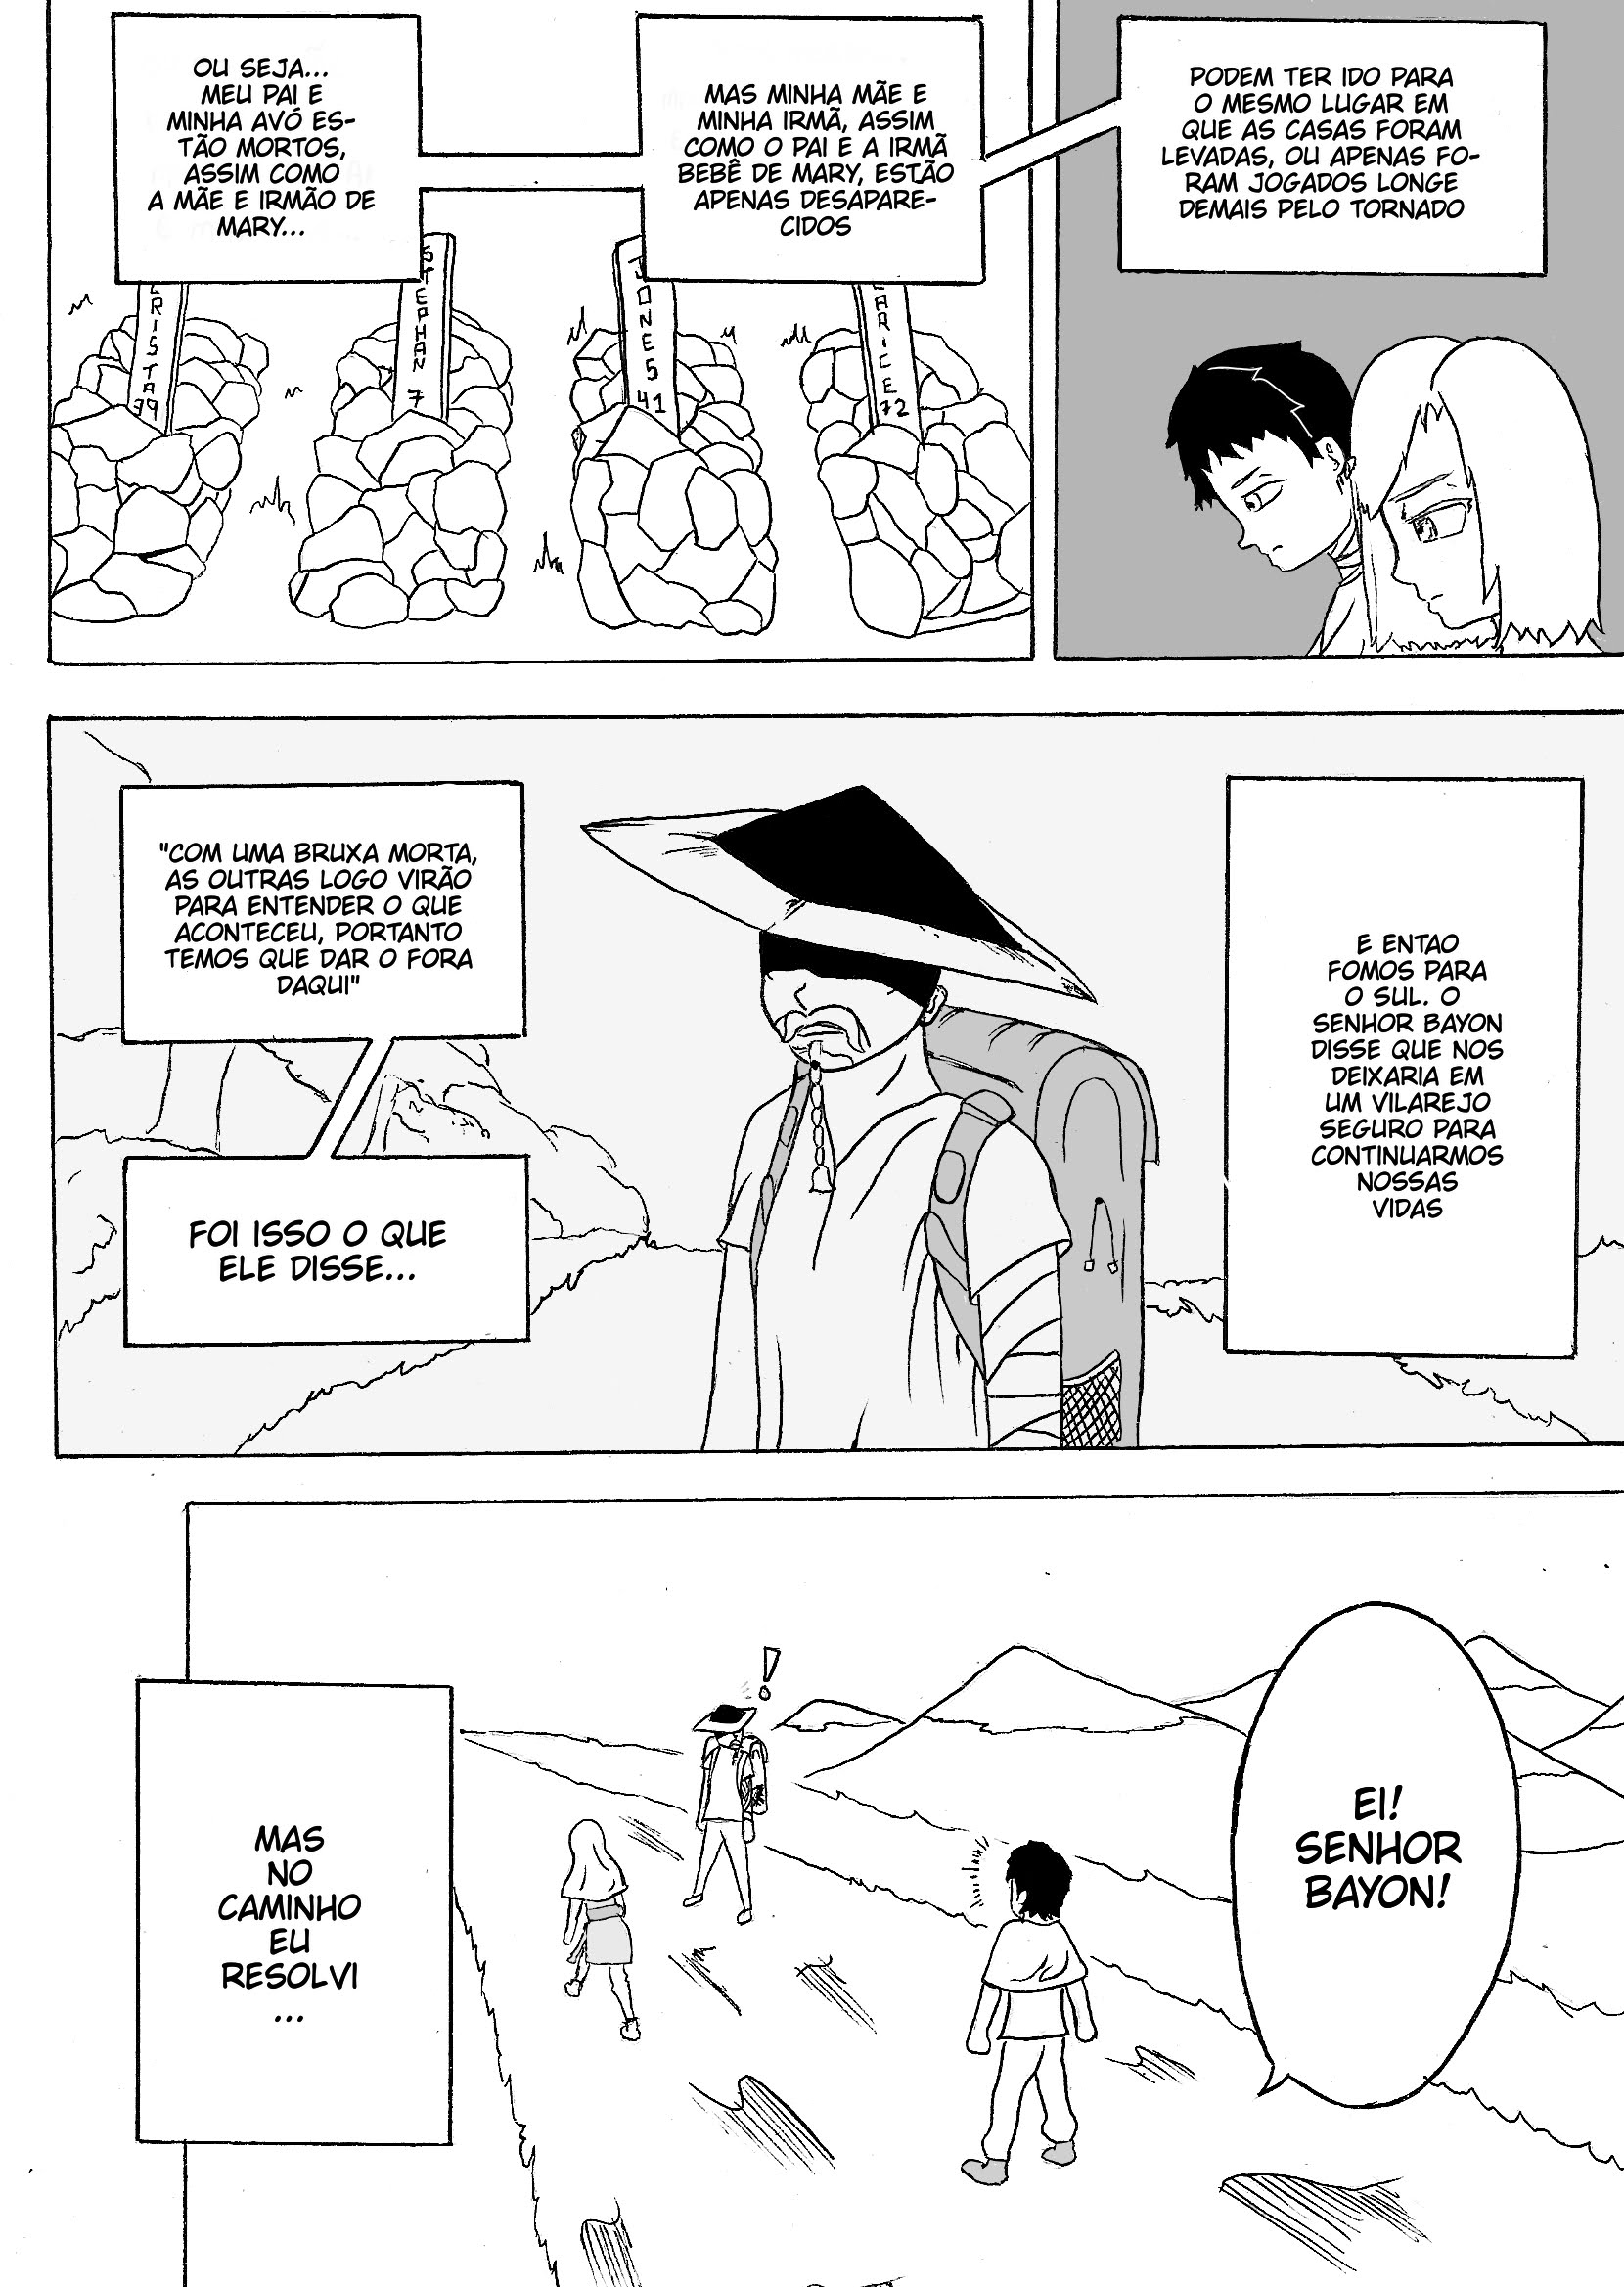 OU SEJA...
MEU PAI E
MINHA AVÓ ES-
TÃO MORTOS,
ASSIM COMO
A MÃE E IRMÃO DE
MARY...
MAS MINHA MÃE E
MINHA IRMÃ, ASSIM
COMO O PAI E A IRMÃ
BEBÊ DE MARY, ESTÃO
APENAS DESAPARE-
CIDOS
PODEM TER IDO PARA
O MESMO LUGAR EM
QUE AS CASAS FORAM
LEVADAS, OU APENAS FO-
RAM JOGADOS LONGE
DEMAIS PELO TORNADO
CRISTA
39
STEPHAN
7
JONES
41
LARICE
72
"COM UMA BRUXA MORTA,
AS OUTRAS LOGO VIRÃO
PARA ENTENDER O QUE
ACONTECEU, PORTANTO
TEMOS QUE DAR O FORA
DAQUI"
FOI ISSO O QUE
ELE DISSE...
E ENTAO
FOMOS PARA
O SUL. O
SENHOR BAYON
DISSE QUE NOS
DEIXARIA EM
UM VILAREJO
SEGURO PARA
CONTINUARMOS
NOSSAS
VIDAS
!
MAS
NO
CAMINHO
EU
RESOLVI
...
EI!
SENHOR
BAYON!